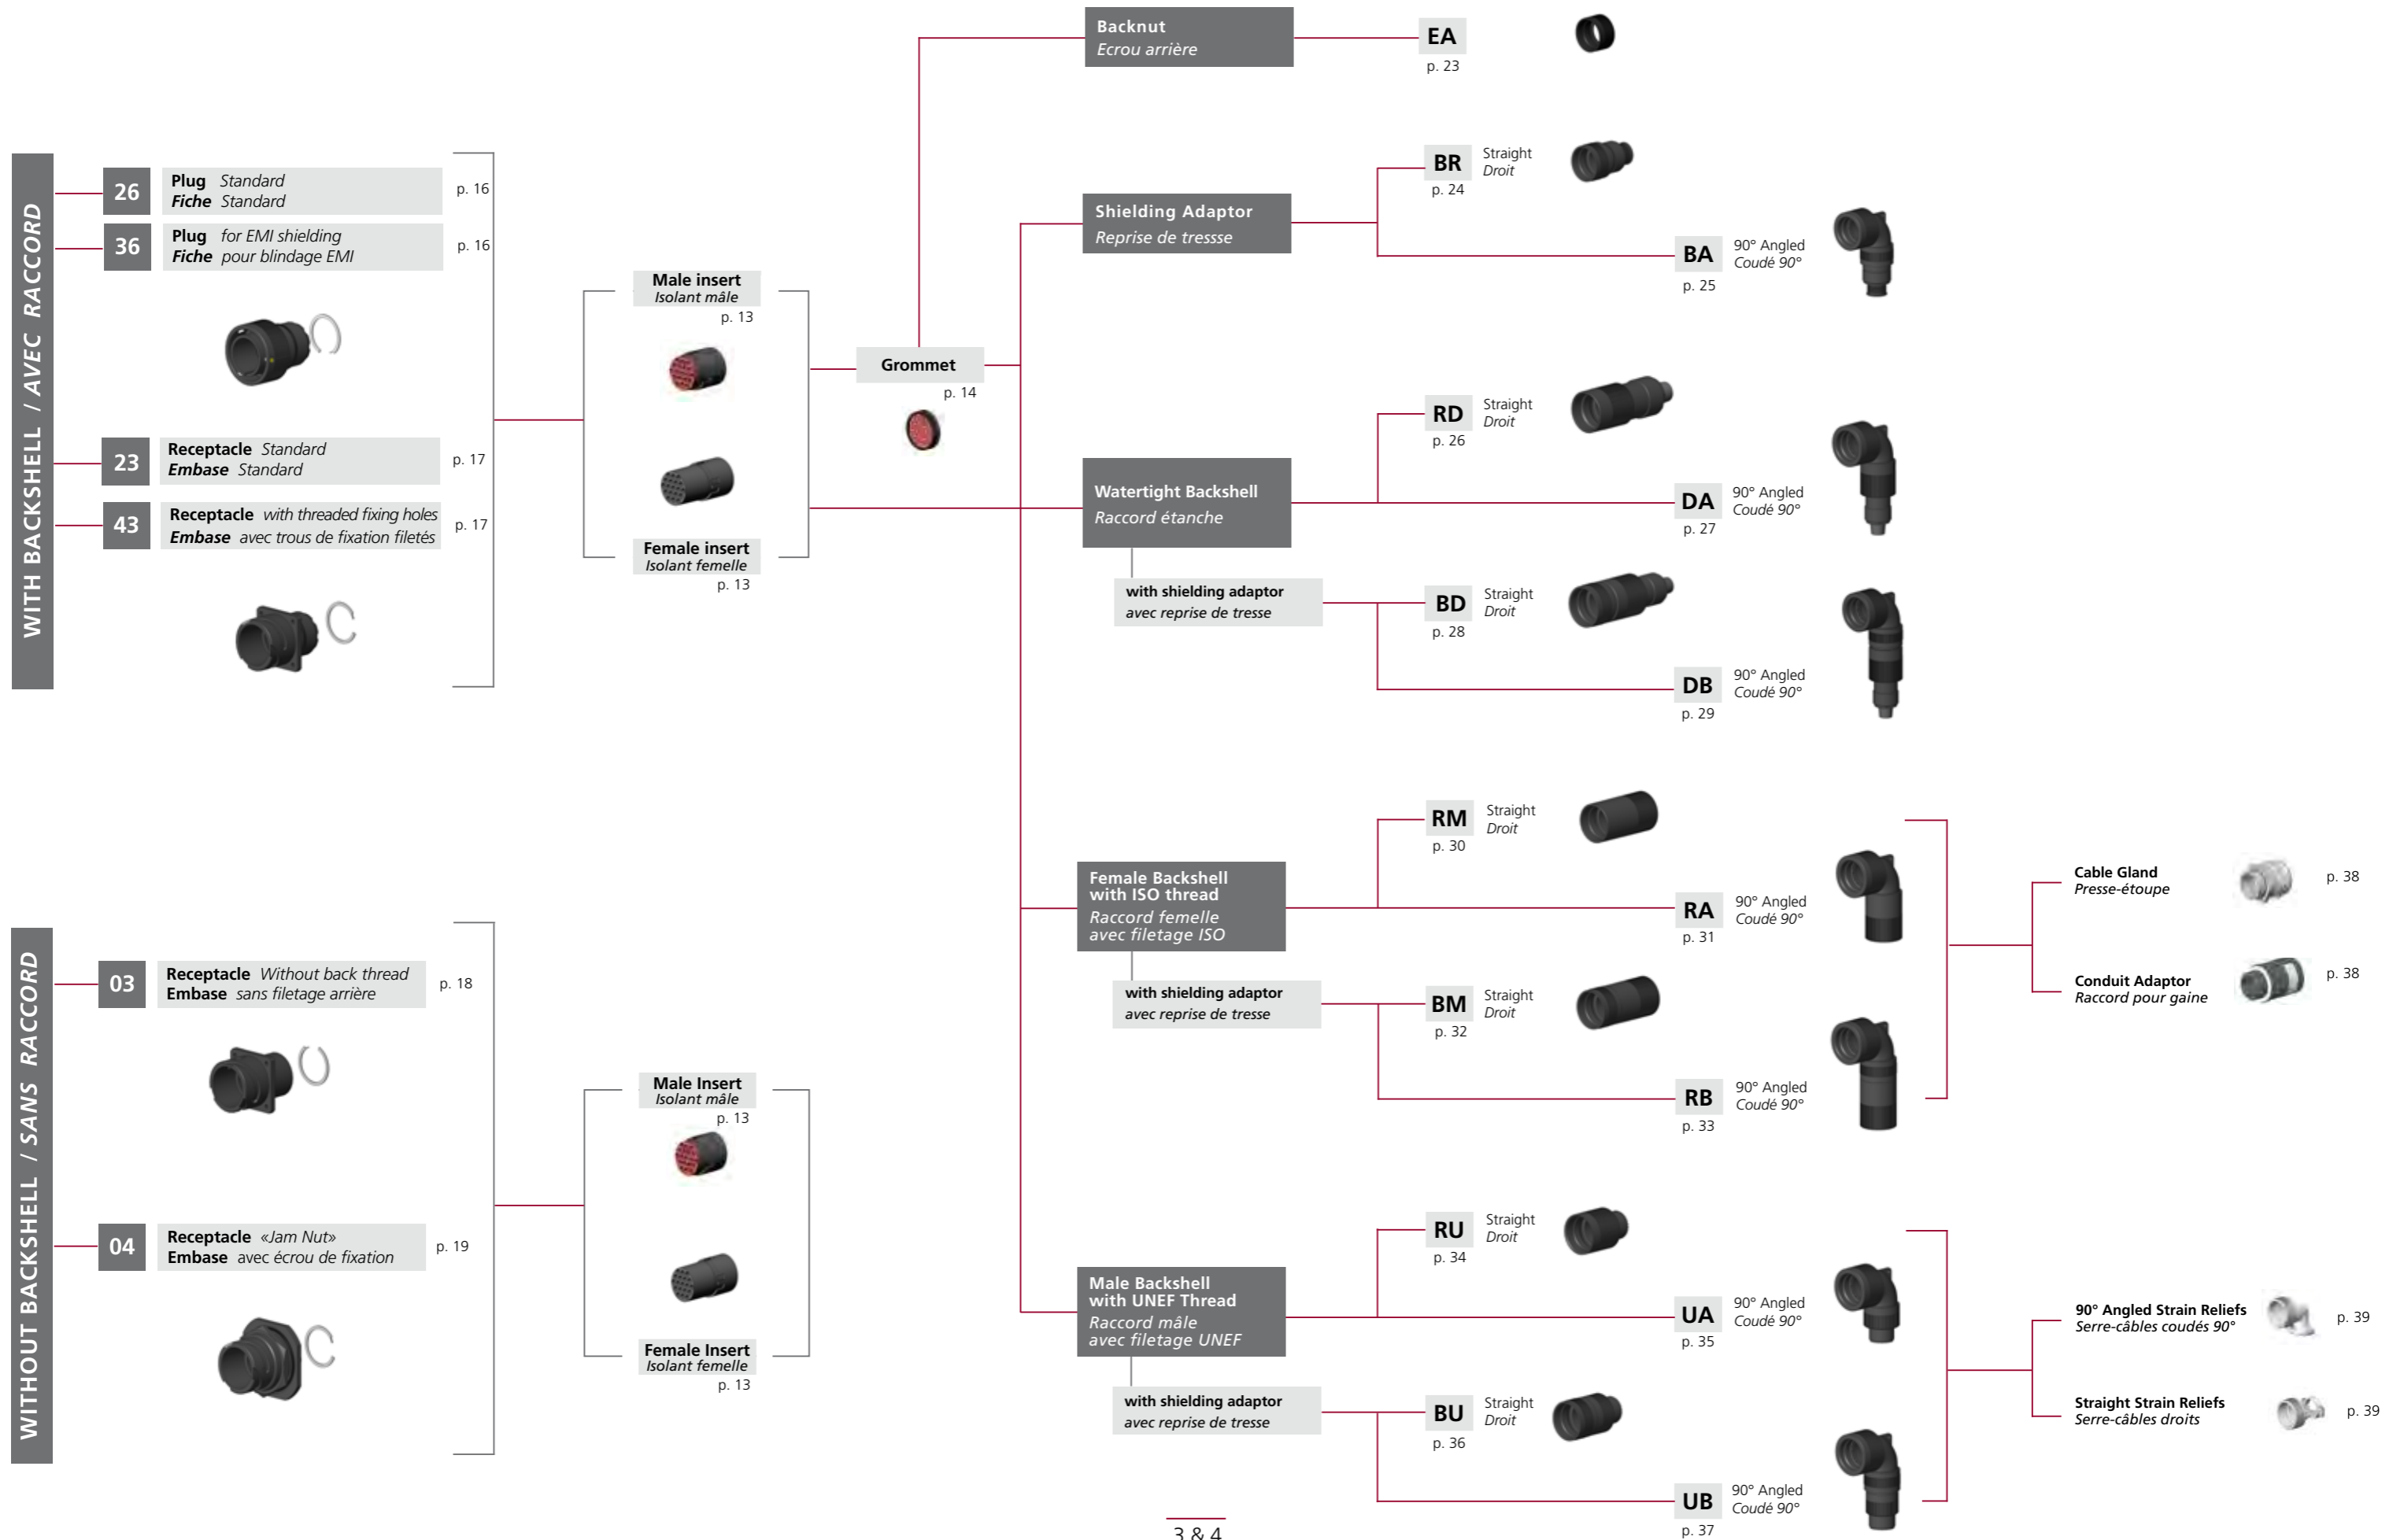 WITH BACKSHELL / AVEC RACCORD
26
Plug Standard
Fiche Standard
p. 16
36
Plug for EMI shielding
Fiche pour blindage EMI
p. 16
23
Receptacle Standard
Embase Standard
p. 17
43
Receptacle with threaded fixing holes
Embase avec trous de fixation filetés
p. 17
Male insert
Isolant mâle
p. 13
Female insert
Isolant femelle
p. 13
Grommet
p. 14
Backnut
Ecrou arrière
EA
p. 23
Shielding Adaptor
Reprise de tressse
BR
Straight
Droit
p. 24
BA
90° Angled
Coudé 90°
p. 25
Watertight Backshell
Raccord étanche
RD
Straight
Droit
p. 26
DA
90° Angled
Coudé 90°
p. 27
with shielding adaptor
avec reprise de tresse
BD
Straight
Droit
p. 28
DB
90° Angled
Coudé 90°
p. 29
Female Backshell
with ISO thread
Raccord femelle
avec filetage ISO
RM
Straight
Droit
p. 30
RA
90° Angled
Coudé 90°
p. 31
with shielding adaptor
avec reprise de tresse
BM
Straight
Droit
p. 32
RB
90° Angled
Coudé 90°
p. 33
Cable Gland
Presse-étoupe
p. 38
Conduit Adaptor
Raccord pour gaine
p. 38
Male Backshell
with UNEF Thread
Raccord mâle
avec filetage UNEF
RU
Straight
Droit
p. 34
UA
90° Angled
Coudé 90°
p. 35
with shielding adaptor
avec reprise de tresse
BU
Straight
Droit
p. 36
UB
90° Angled
Coudé 90°
p. 37
90° Angled Strain Reliefs
Serre-câbles coudés 90°
p. 39
Straight Strain Reliefs
Serre-câbles droits
p. 39
WITHOUT BACKSHELL / SANS RACCORD
03
Receptacle Without back thread
Embase sans filetage arrière
p. 18
04
Receptacle «Jam Nut»
Embase avec écrou de fixation
p. 19
Male Insert
Isolant mâle
p. 13
Female Insert
Isolant femelle
p. 13
3 & 4